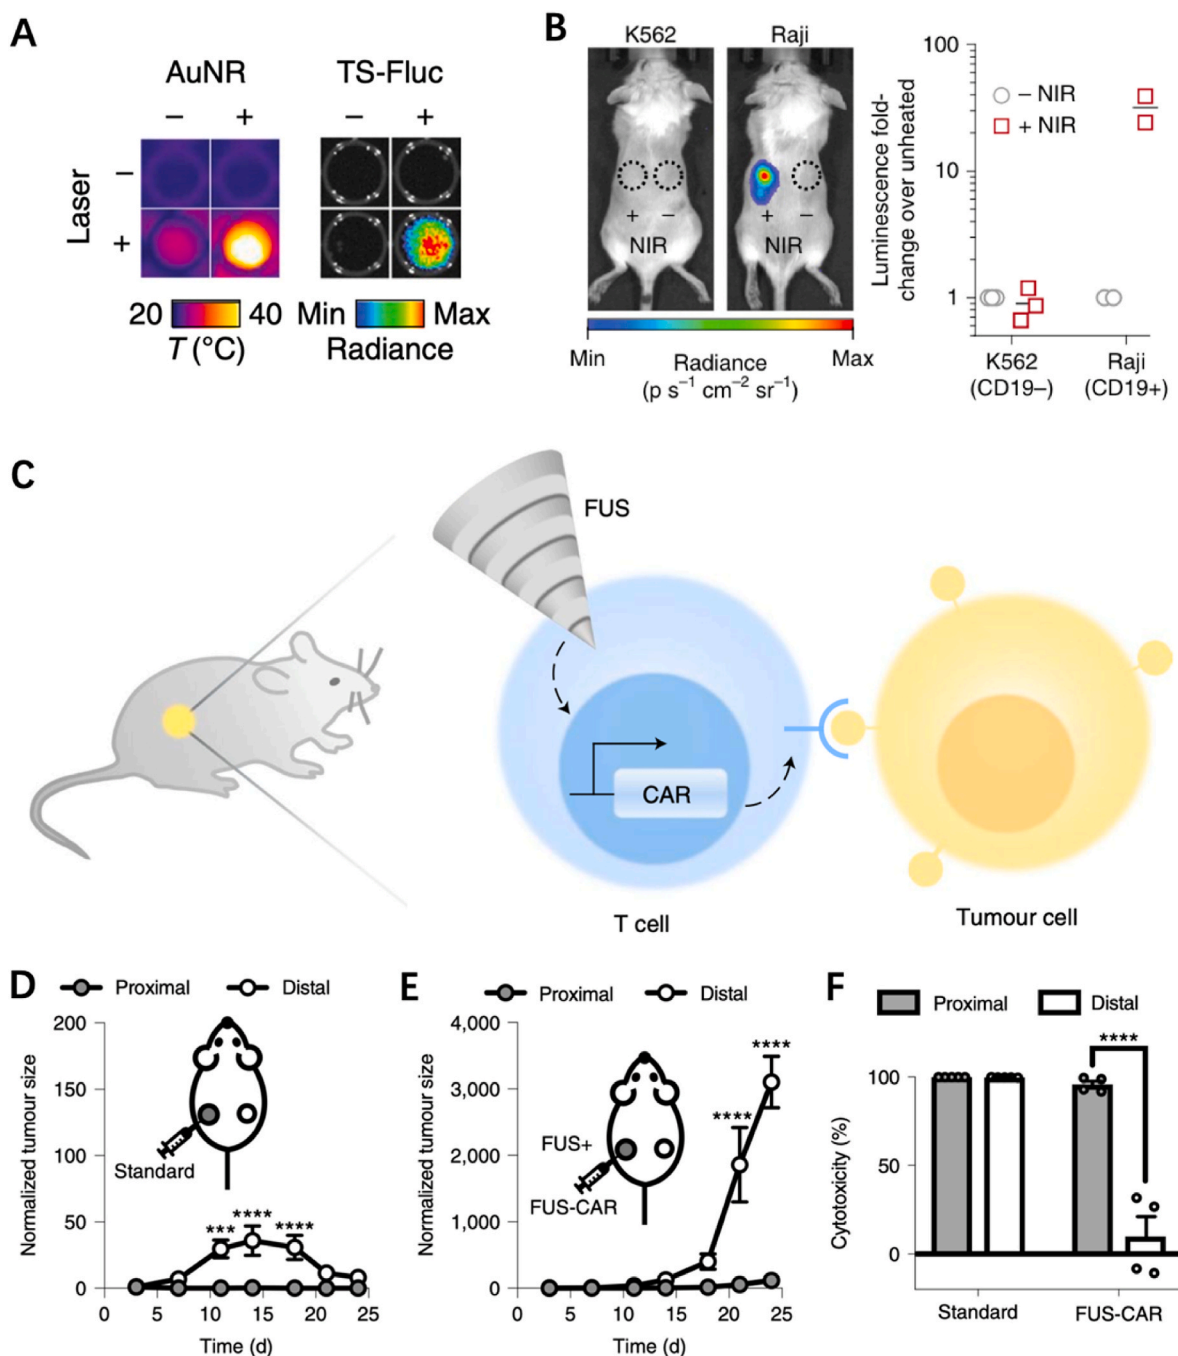 A
AuNR
TS-Fluc
− +
− +
Laser
−
+
20 40
T (°C)
Min Max
Radiance
B
K562
Raji
+ −
NIR
+ −
NIR
Min
Max
Radiance
(p s⁻¹ cm⁻² sr⁻¹)
Luminescence fold-
change over unheated
100
10
1
− NIR
+ NIR
K562
(CD19−)
Raji
(CD19+)
C
FUS
CAR
T cell
Tumour cell
D
Proximal
Distal
Normalized tumour size
200
150
100
50
0
Standard
***
****
****
0 5 10 15 20 25
Time (d)
E
Proximal
Distal
Normalized tumour size
4,000
3,000
2,000
1,000
0
FUS+
FUS-CAR
****
****
0 5 10 15 20 25
Time (d)
F
Proximal
Distal
Cytotoxicity (%)
100
50
0
****
Standard
FUS-CAR